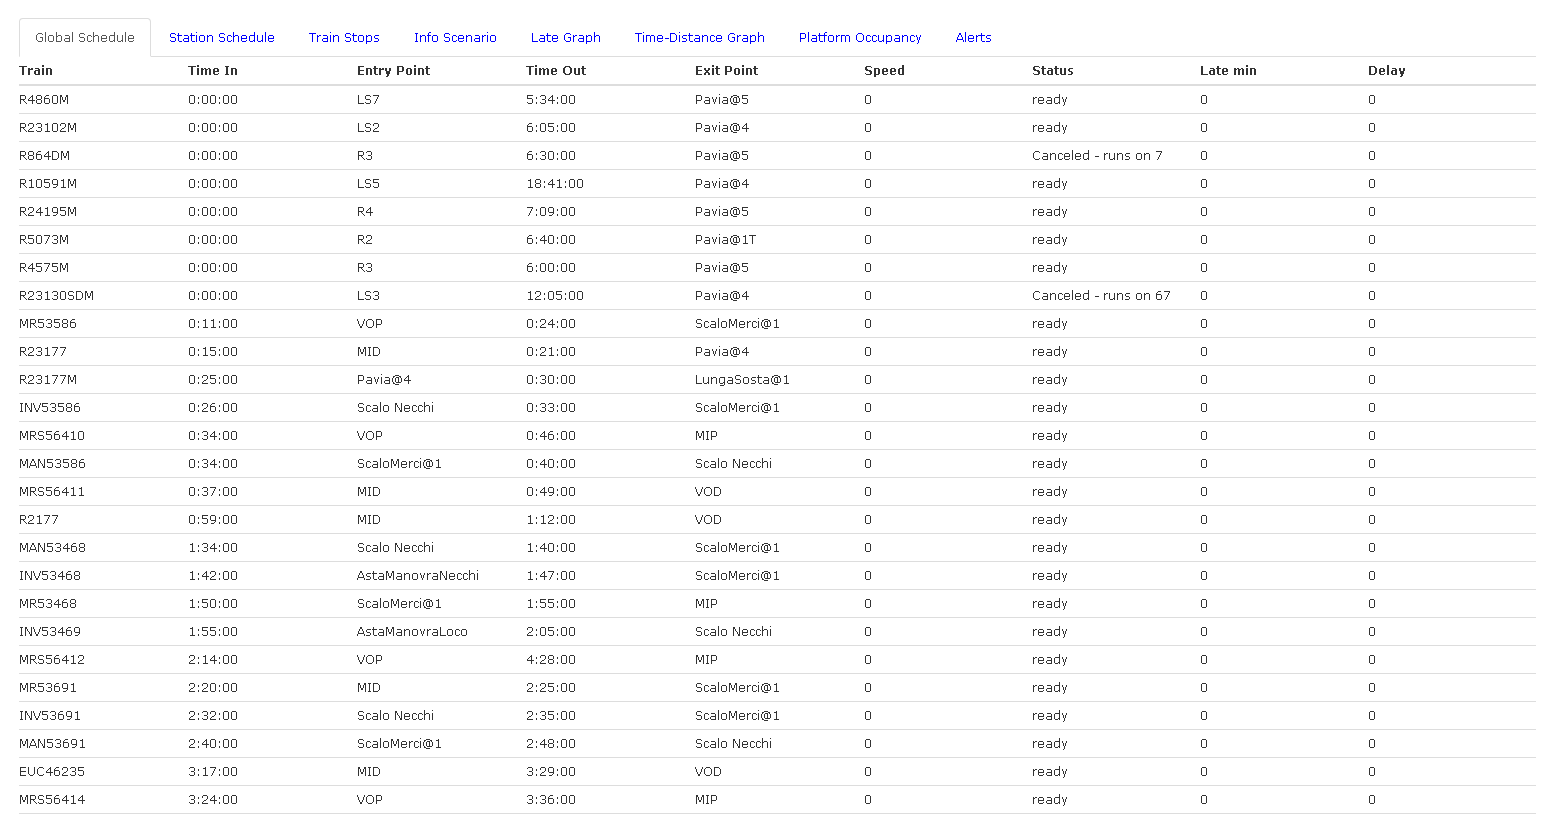 Global Schedule Station Schedule Train Stops Info Scenario Late Graph Time-Distance Graph Platform Occupancy Alerts
Train Time In Entry Point Time Out Exit Point Speed Status Late min Delay
R4860M 0:00:00 LS7 5:34:00 Pavia@5 0 ready 0 0
R23102M 0:00:00 LS2 6:05:00 Pavia@4 0 ready 0 0
R864DM 0:00:00 R3 6:30:00 Pavia@5 0 Canceled - runs on 7 0 0
R10591M 0:00:00 LS5 18:41:00 Pavia@4 0 ready 0 0
R24195M 0:00:00 R4 7:09:00 Pavia@5 0 ready 0 0
R5073M 0:00:00 R2 6:40:00 Pavia@1T 0 ready 0 0
R4575M 0:00:00 R3 6:00:00 Pavia@5 0 ready 0 0
R23130SDM 0:00:00 LS3 12:05:00 Pavia@4 0 Canceled - runs on 67 0 0
MR53586 0:11:00 VOP 0:24:00 ScaloMerci@1 0 ready 0 0
R23177 0:15:00 MID 0:21:00 Pavia@4 0 ready 0 0
R23177M 0:25:00 Pavia@4 0:30:00 LungaSosta@1 0 ready 0 0
INV53586 0:26:00 Scalo Necchi 0:33:00 ScaloMerci@1 0 ready 0 0
MRS56410 0:34:00 VOP 0:46:00 MIP 0 ready 0 0
MAN53586 0:34:00 ScaloMerci@1 0:40:00 Scalo Necchi 0 ready 0 0
MRS56411 0:37:00 MID 0:49:00 VOD 0 ready 0 0
R2177 0:59:00 MID 1:12:00 VOD 0 ready 0 0
MAN53468 1:34:00 Scalo Necchi 1:40:00 ScaloMerci@1 0 ready 0 0
INV53468 1:42:00 AstaManovraNecchi 1:47:00 ScaloMerci@1 0 ready 0 0
MR53468 1:50:00 ScaloMerci@1 1:55:00 MIP 0 ready 0 0
INV53469 1:55:00 AstaManovraLoco 2:05:00 Scalo Necchi 0 ready 0 0
MRS56412 2:14:00 VOP 4:28:00 MIP 0 ready 0 0
MR53691 2:20:00 MID 2:25:00 ScaloMerci@1 0 ready 0 0
INV53691 2:32:00 Scalo Necchi 2:35:00 ScaloMerci@1 0 ready 0 0
MAN53691 2:40:00 ScaloMerci@1 2:48:00 Scalo Necchi 0 ready 0 0
EUC46235 3:17:00 MID 3:29:00 VOD 0 ready 0 0
MRS56414 3:24:00 VOP 3:36:00 MIP 0 ready 0 0